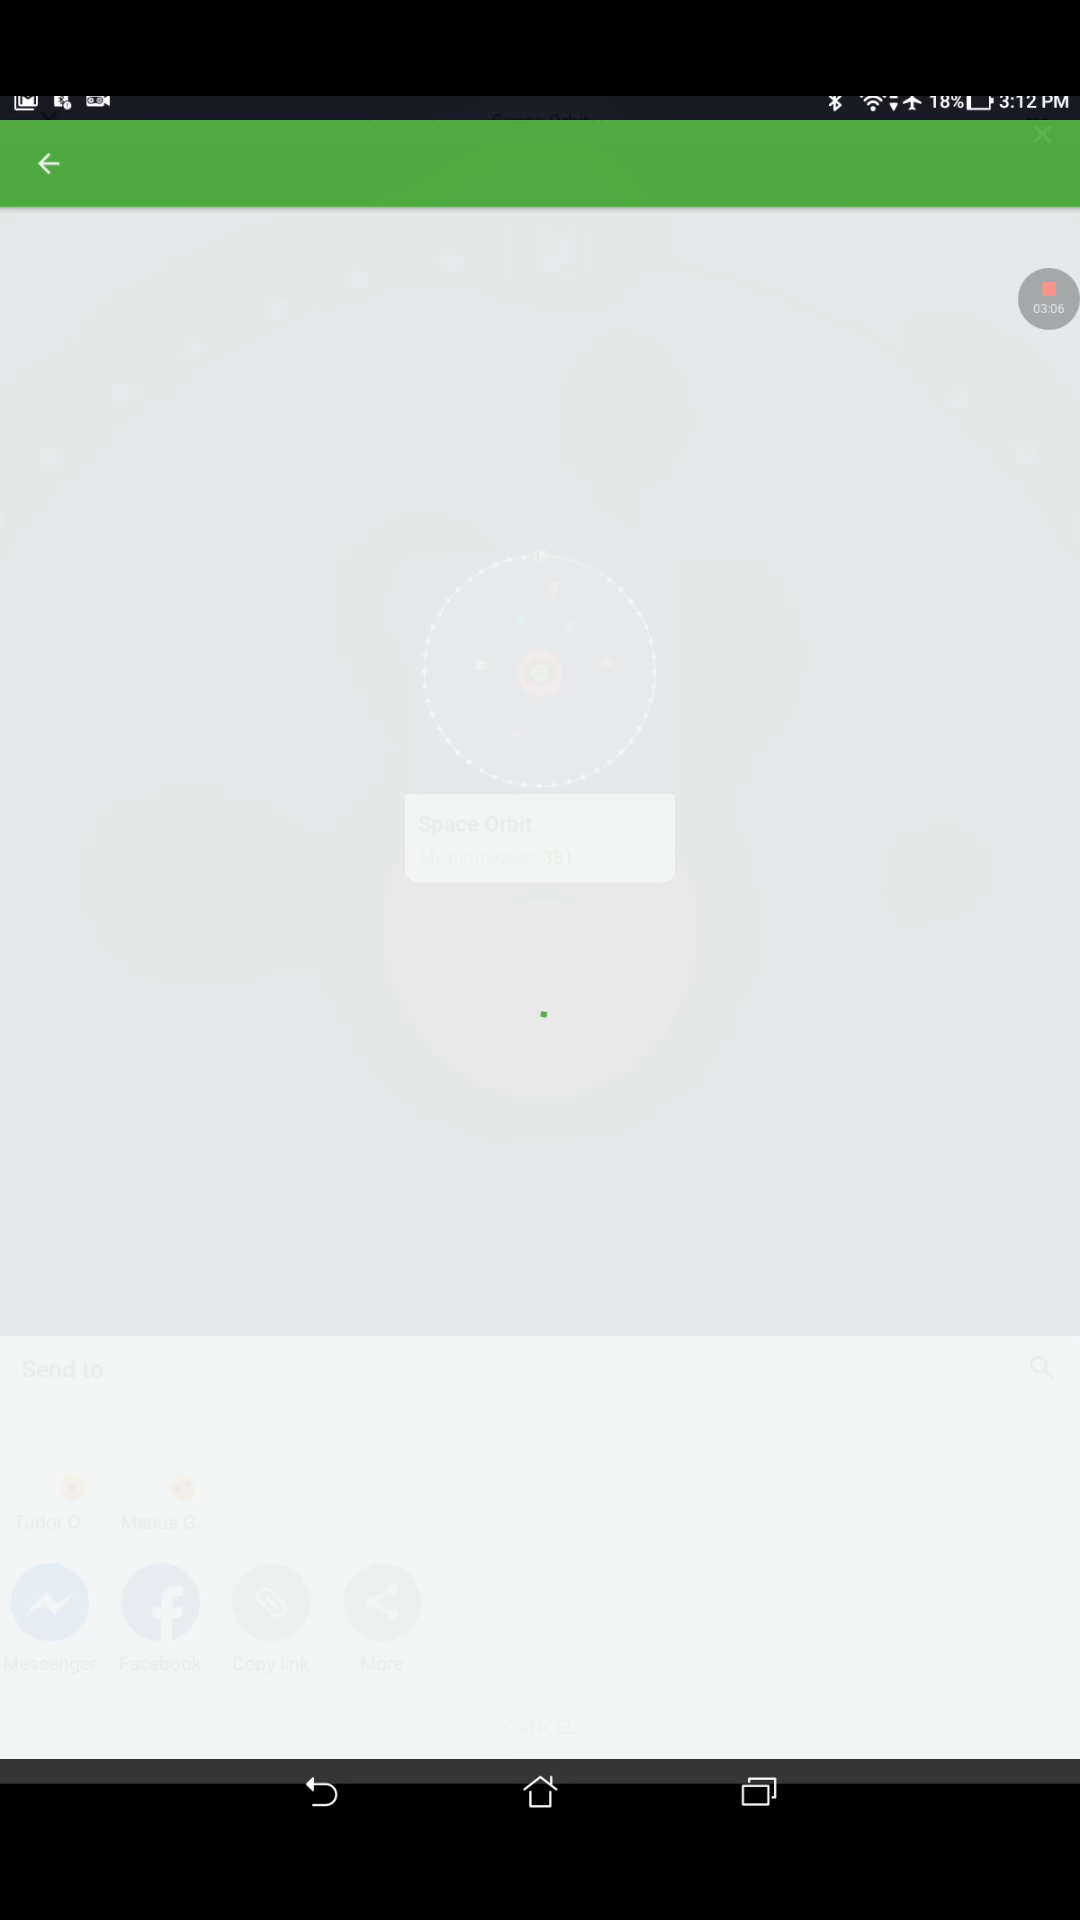 18% 3:12 PM
03:06
Space Orbit
My highscore: 381
Send to
Tudor O.
Marius G.
Messenger
Facebook
Copy link
More
CANCEL